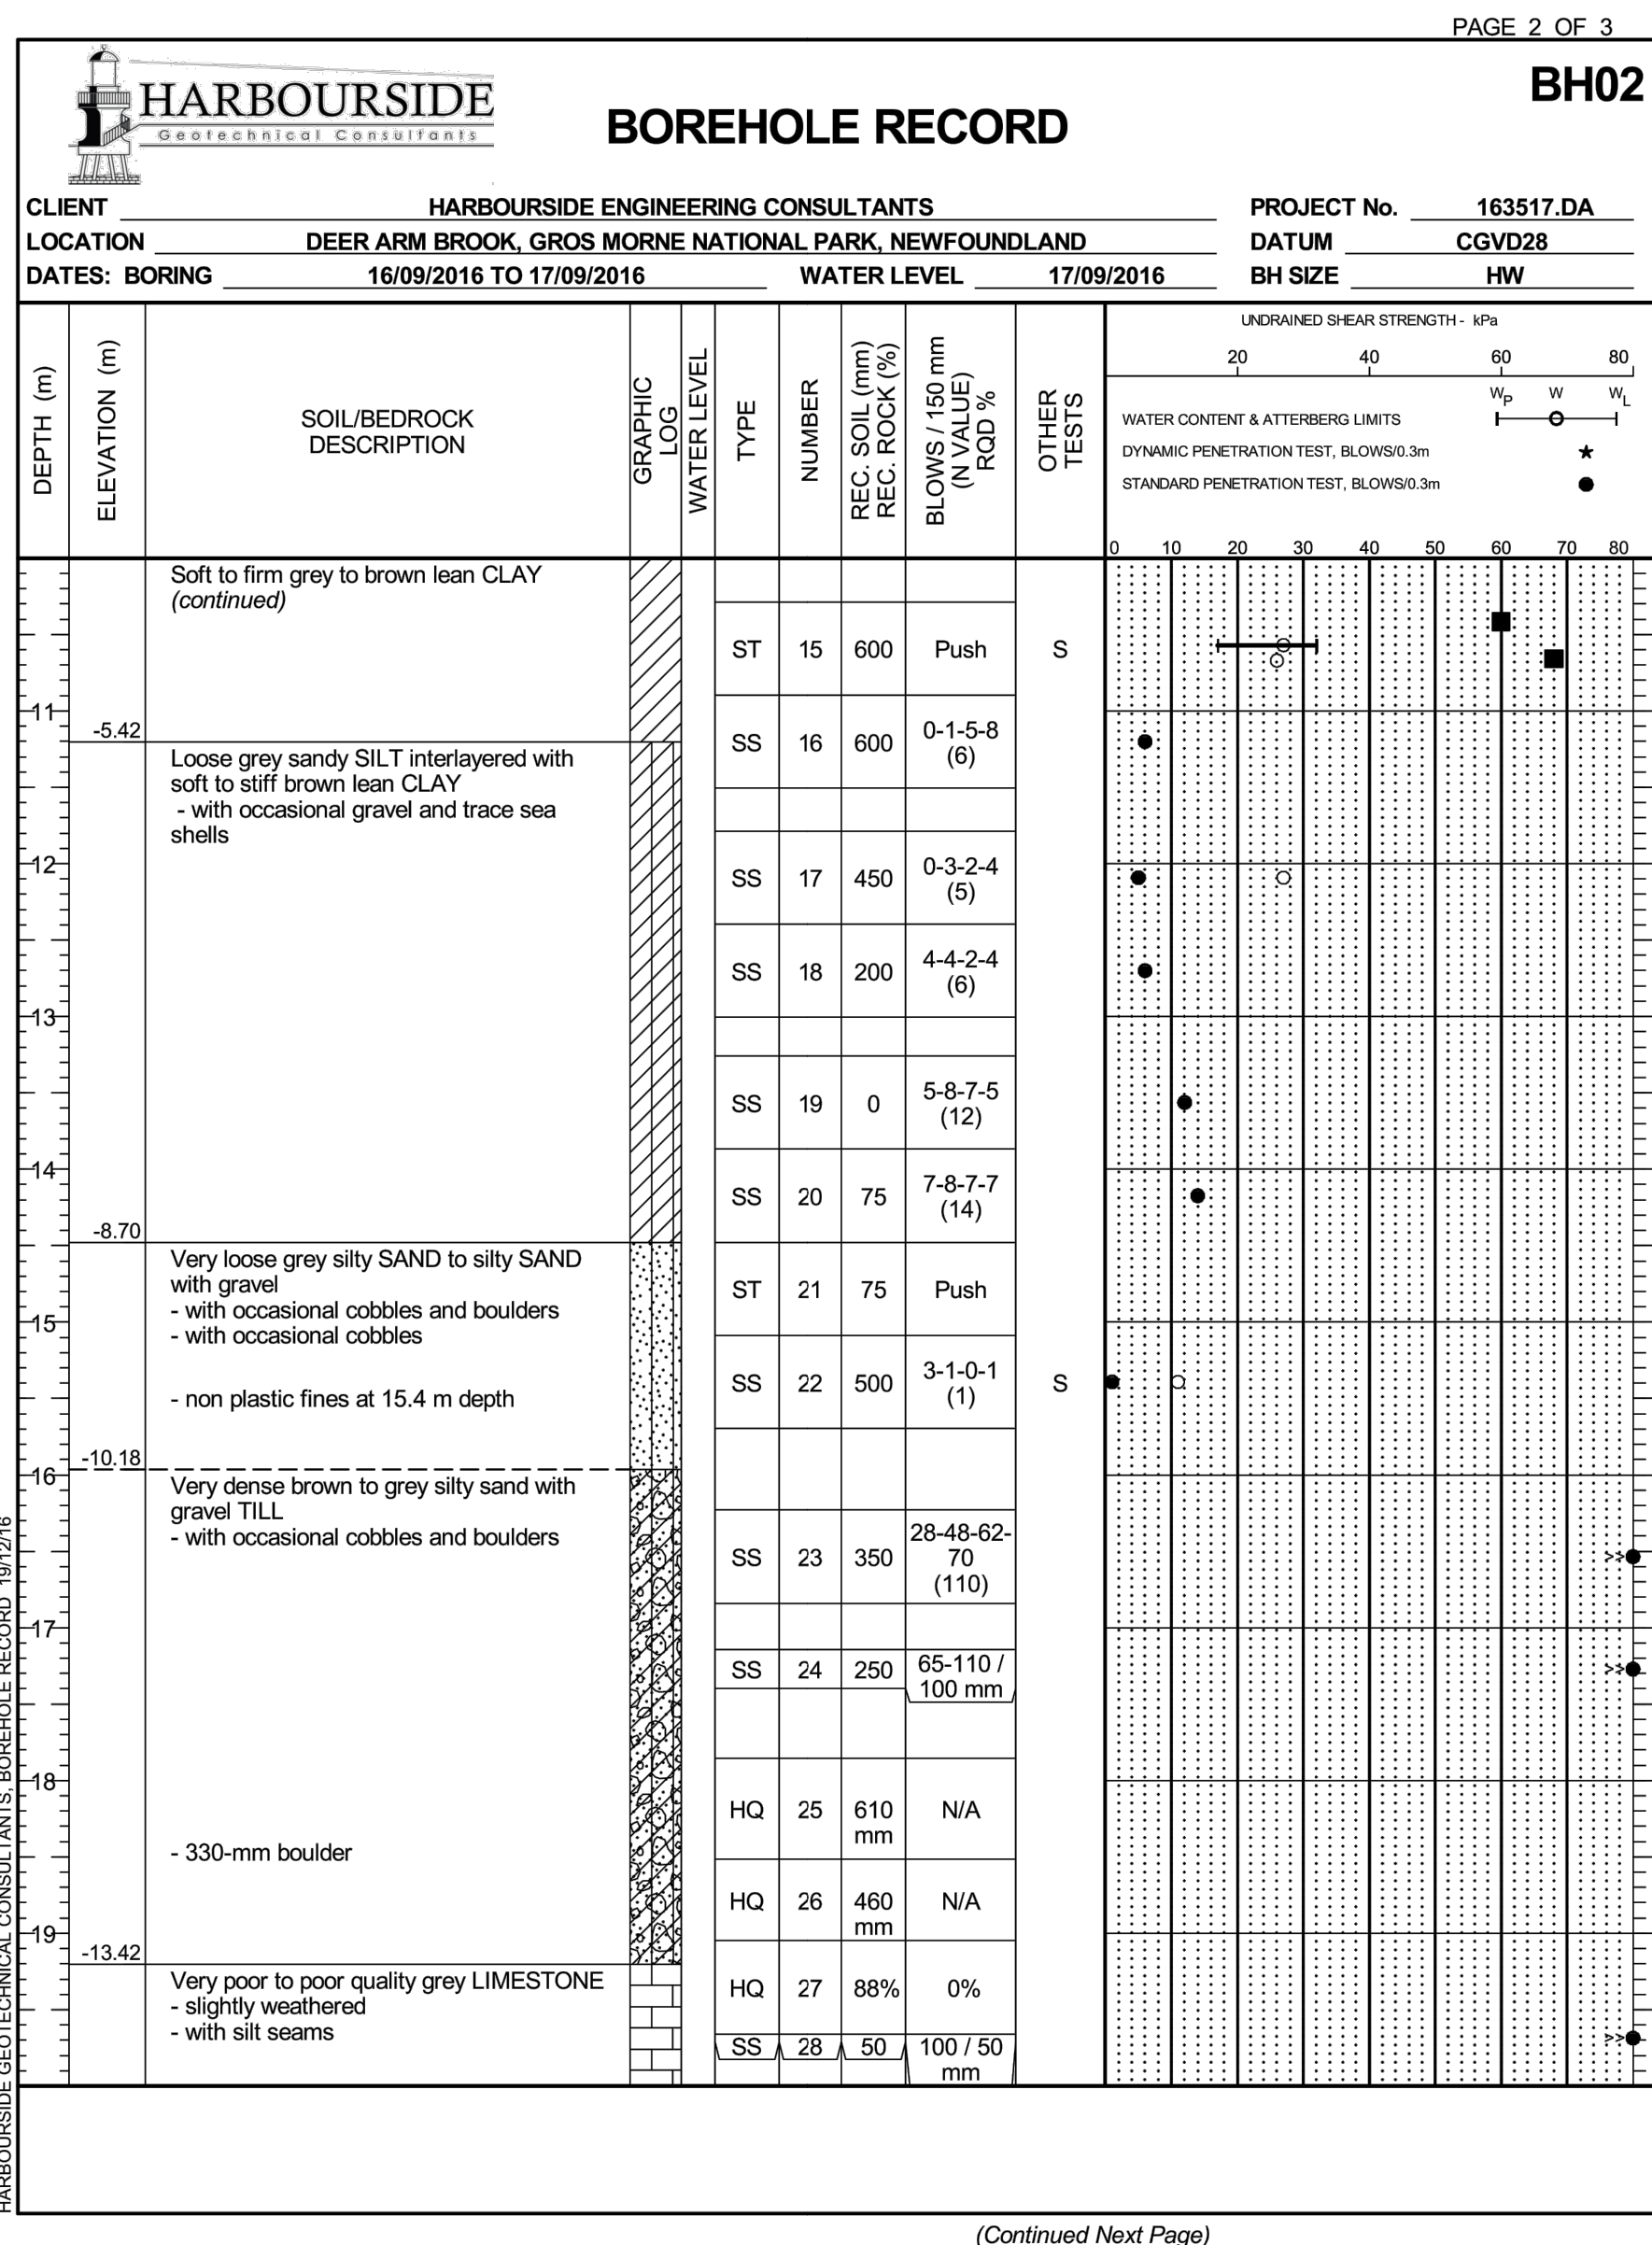 PAGE 2 OF 3
HARBOURSIDE
Geotechnical Consultants
BOREHOLE RECORD
BH02
CLIENT HARBOURSIDE ENGINEERING CONSULTANTS PROJECT No. 163517.DA
LOCATION DEER ARM BROOK, GROS MORNE NATIONAL PARK, NEWFOUNDLAND DATUM CGVD28
DATES: BORING 16/09/2016 TO 17/09/2016 WATER LEVEL 17/09/2016 BH SIZE HW
DEPTH (m)
ELEVATION (m)
SOIL/BEDROCK
DESCRIPTION
GRAPHIC
LOG
WATER LEVEL
TYPE
NUMBER
REC. SOIL (mm)
REC. ROCK (%)
BLOWS / 150 mm
(N VALUE)
RQD %
OTHER
TESTS
UNDRAINED SHEAR STRENGTH - kPa
20 40 60 80
WP W WL
WATER CONTENT & ATTERBERG LIMITS
DYNAMIC PENETRATION TEST, BLOWS/0.3m ★
STANDARD PENETRATION TEST, BLOWS/0.3m ●
0 10 20 30 40 50 60 70 80
Soft to firm grey to brown lean CLAY
(continued)
ST 15 600 Push S
11
-5.42
SS 16 600 0-1-5-8
(6)
Loose grey sandy SILT interlayered with
soft to stiff brown lean CLAY
- with occasional gravel and trace sea
shells
12
SS 17 450 0-3-2-4
(5)
SS 18 200 4-4-2-4
(6)
13
SS 19 0 5-8-7-5
(12)
14
SS 20 75 7-8-7-7
(14)
-8.70
Very loose grey silty SAND to silty SAND
with gravel
- with occasional cobbles and boulders
- with occasional cobbles
ST 21 75 Push
15
SS 22 500 3-1-0-1
(1)
S
- non plastic fines at 15.4 m depth
-10.18
16
Very dense brown to grey silty sand with
gravel TILL
- with occasional cobbles and boulders
SS 23 350 28-48-62-
70
(110)
>>
17
SS 24 250 65-110 /
100 mm
>>
18
HQ 25 610
mm
N/A
- 330-mm boulder
HQ 26 460
mm
N/A
19
-13.42
Very poor to poor quality grey LIMESTONE
- slightly weathered
- with silt seams
HQ 27 88% 0%
SS 28 50 100 / 50
mm
>>
HARBOURSIDE GEOTECHNICAL CONSULTANTS, BOREHOLE RECORD 19/12/16
(Continued Next Page)